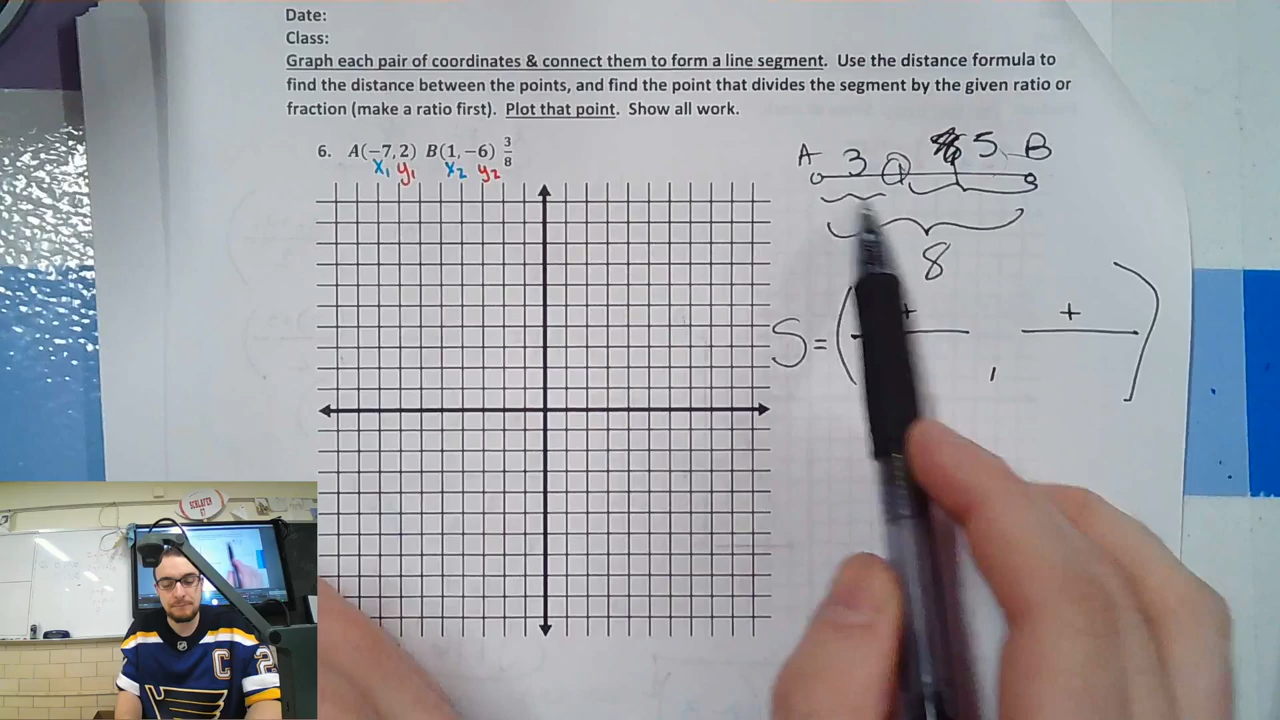 Date:
Class:
Graph each pair of coordinates & connect them to form a line segment. Use the distance formula to
find the distance between the points, and find the point that divides the segment by the given ratio or
fraction (make a ratio first). Plot that point. Show all work.
6. A(−7,2) B(1,−6) 3/8
x₁ y₁ x₂ y₂
A 3 5 B
8
S = ( + , + )
SCHLATER
57
C 2